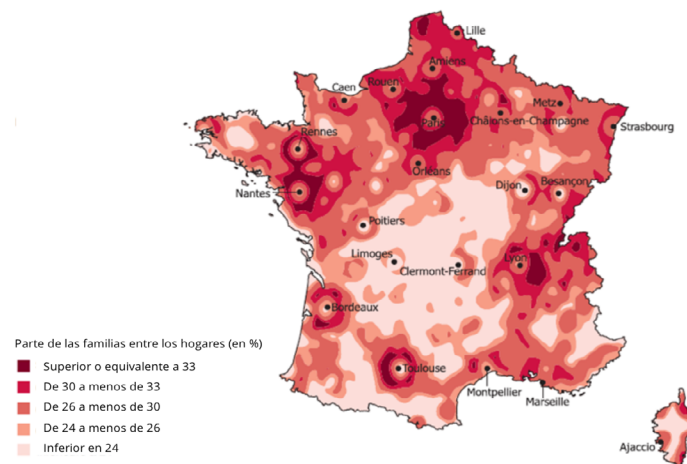 Lille
Amiens
Rouen
Caen
Metz
Paris
Châlons-en-Champagne
Strasbourg
Rennes
Orléans
Dijon
Besançon
Nantes
Poitiers
Limoges
Lyon
Clermont-Ferrand
Bordeaux
Toulouse
Montpellier
Marseille
Ajaccio
Parte de las familias entre los hogares (en %)
Superior o equivalente a 33
De 30 a menos de 33
De 26 a menos de 30
De 24 a menos de 26
Inferior en 24